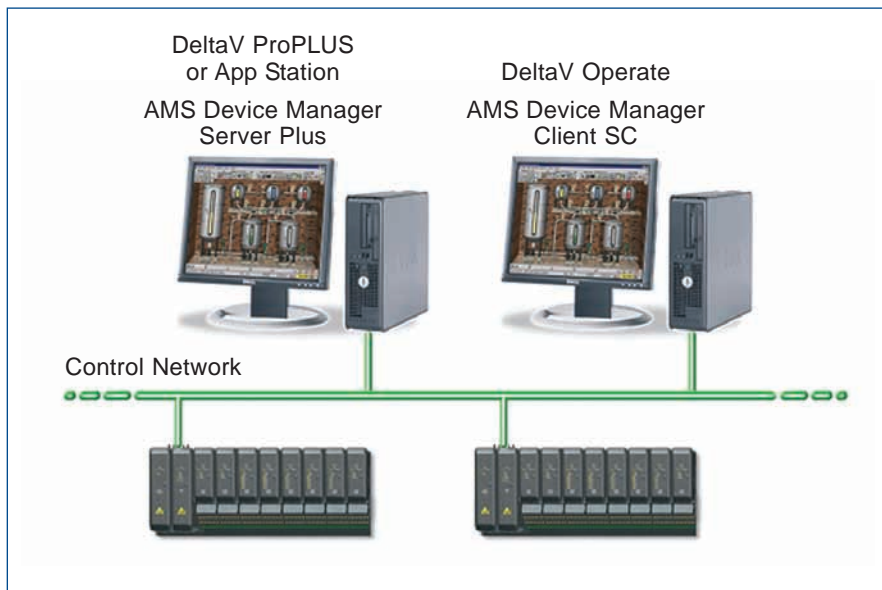 DeltaV ProPLUS
or App Station
AMS Device Manager
Server Plus
DeltaV Operate
AMS Device Manager
Client SC
Control Network